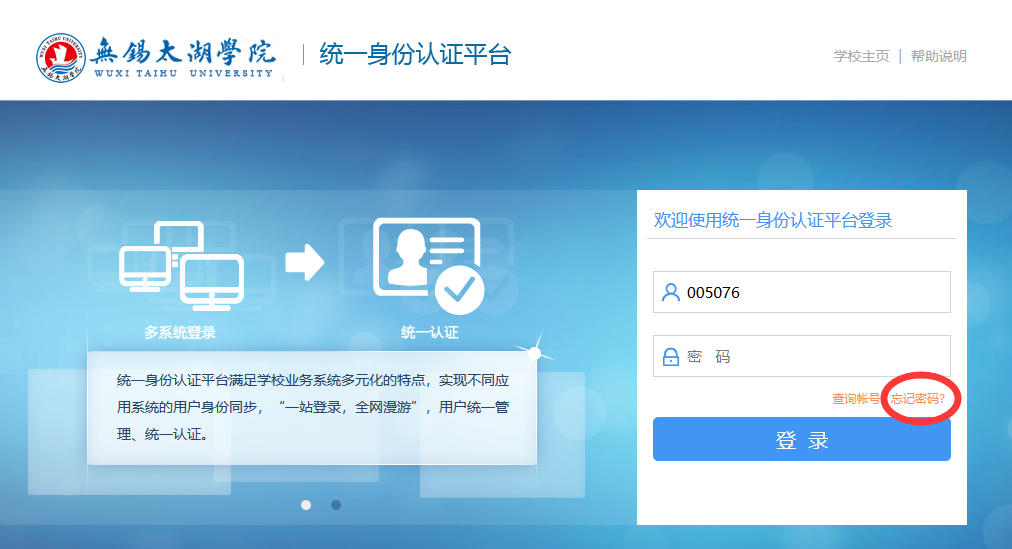 無錫太湖學院
WUXI TAIHU UNIVERSITY
统一身份认证平台
学校主页 | 帮助说明
多系统登录
统一认证
统一身份认证平台满足学校业务系统多元化的特点，实现不同应
用系统的用户身份同步，“一站登录，全网漫游”，用户统一管
理、统一认证。
欢迎使用统一身份认证平台登录
005076
密 码
查询帐号
忘记密码?
登 录